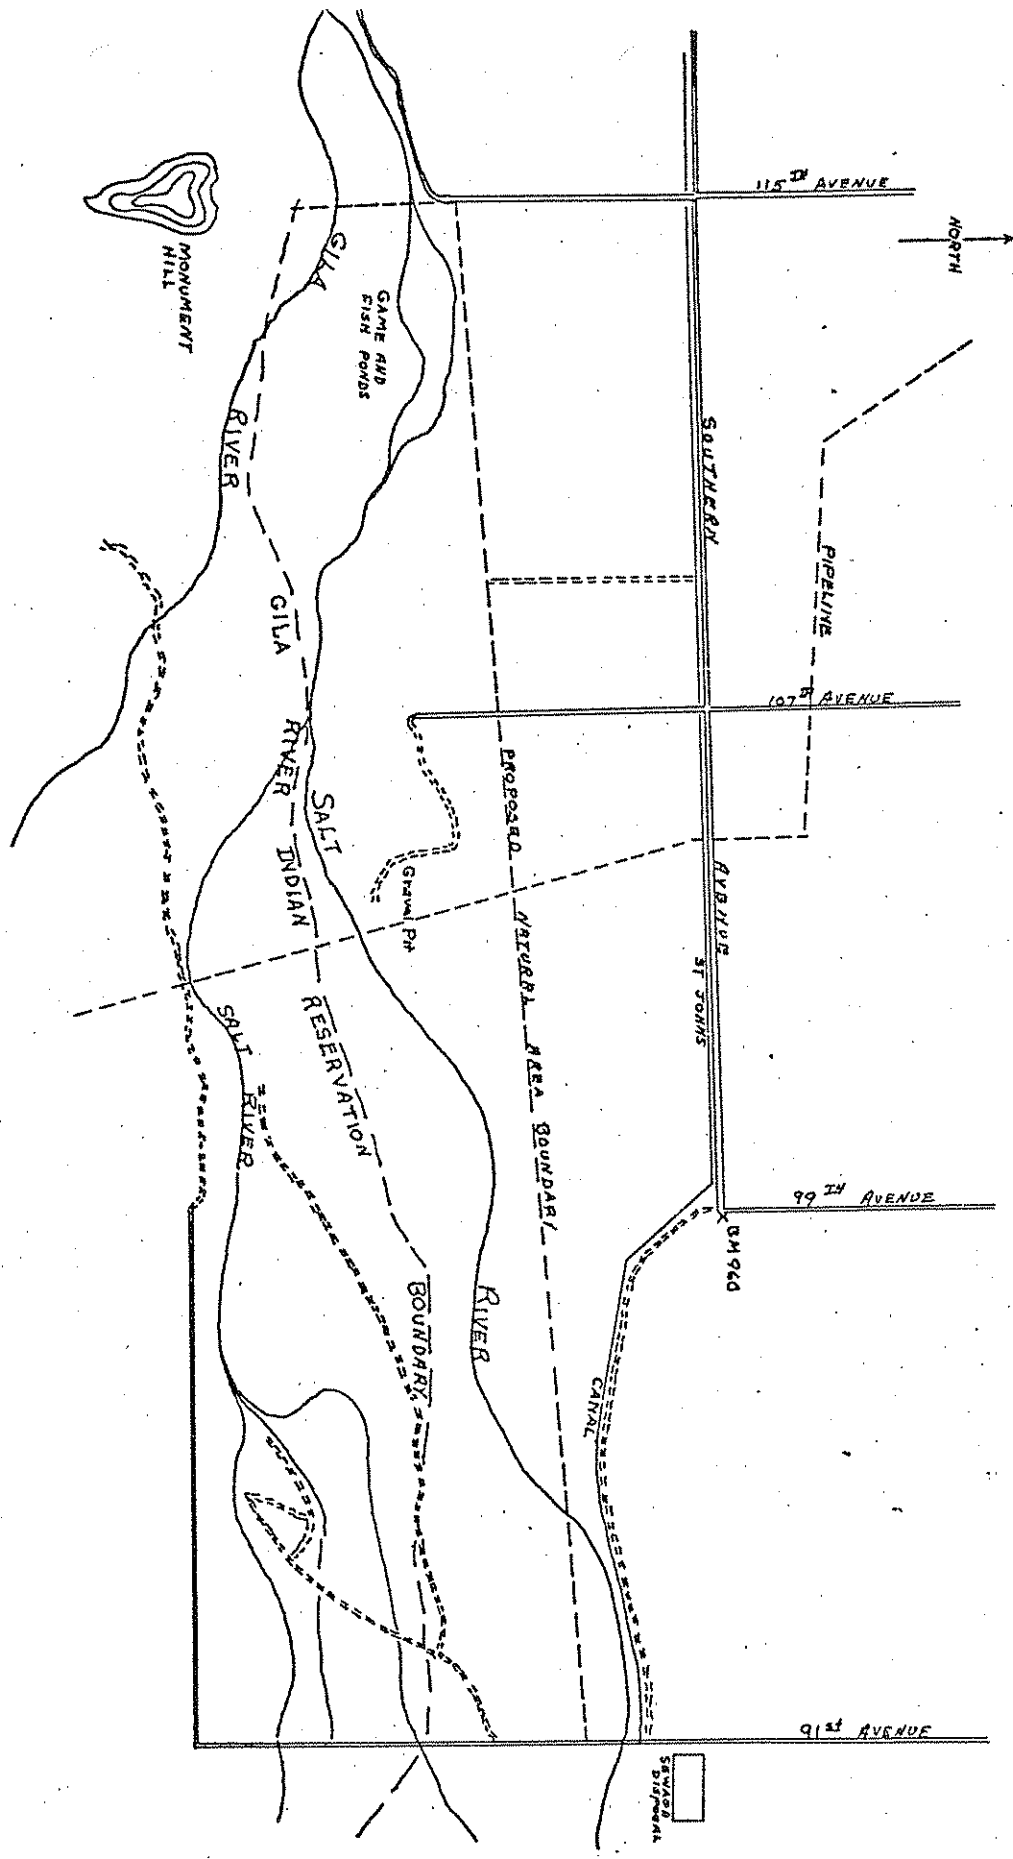 115TH AVENUE
NORTH
MONUMENT
HILL
GILA
RIVER
GAME AND
FISH PONDS
SOUTHERN
AVENUE
PIPELINE
107TH AVENUE
GILA
RIVER
INDIAN
RESERVATION
BOUNDARY
SALT
RIVER
Gravel Pit
PROPOSED NATURAL AREA BOUNDARY
ST JOHNS
CANAL
SALT
RIVER
99TH AVENUE
BM960
91st AVENUE
SEWAGE
DISPOSAL